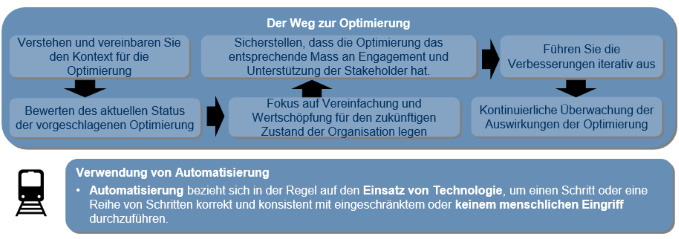 Der Weg zur Optimierung
Verstehen und vereinbaren Sie
den Kontext für die
Optimierung
Bewerten des aktuellen Status
der vorgeschlagenen Optimierung
Fokus auf Vereinfachung und
Wertschöpfung für den zukünftigen
Zustand der Organisation legen
Sicherstellen, dass die Optimierung das
entsprechende Mass an Engagement und
Unterstützung der Stakeholder hat.
Führen Sie die
Verbesserungen iterativ aus
Kontinuierliche Überwachung der
Auswirkungen der Optimierung
Verwendung von Automatisierung
• Automatisierung bezieht sich in der Regel auf den Einsatz von Technologie, um einen Schritt oder eine
Reihe von Schritten korrekt und konsistent mit eingeschränktem oder keinem menschlichen Eingriff
durchzuführen.